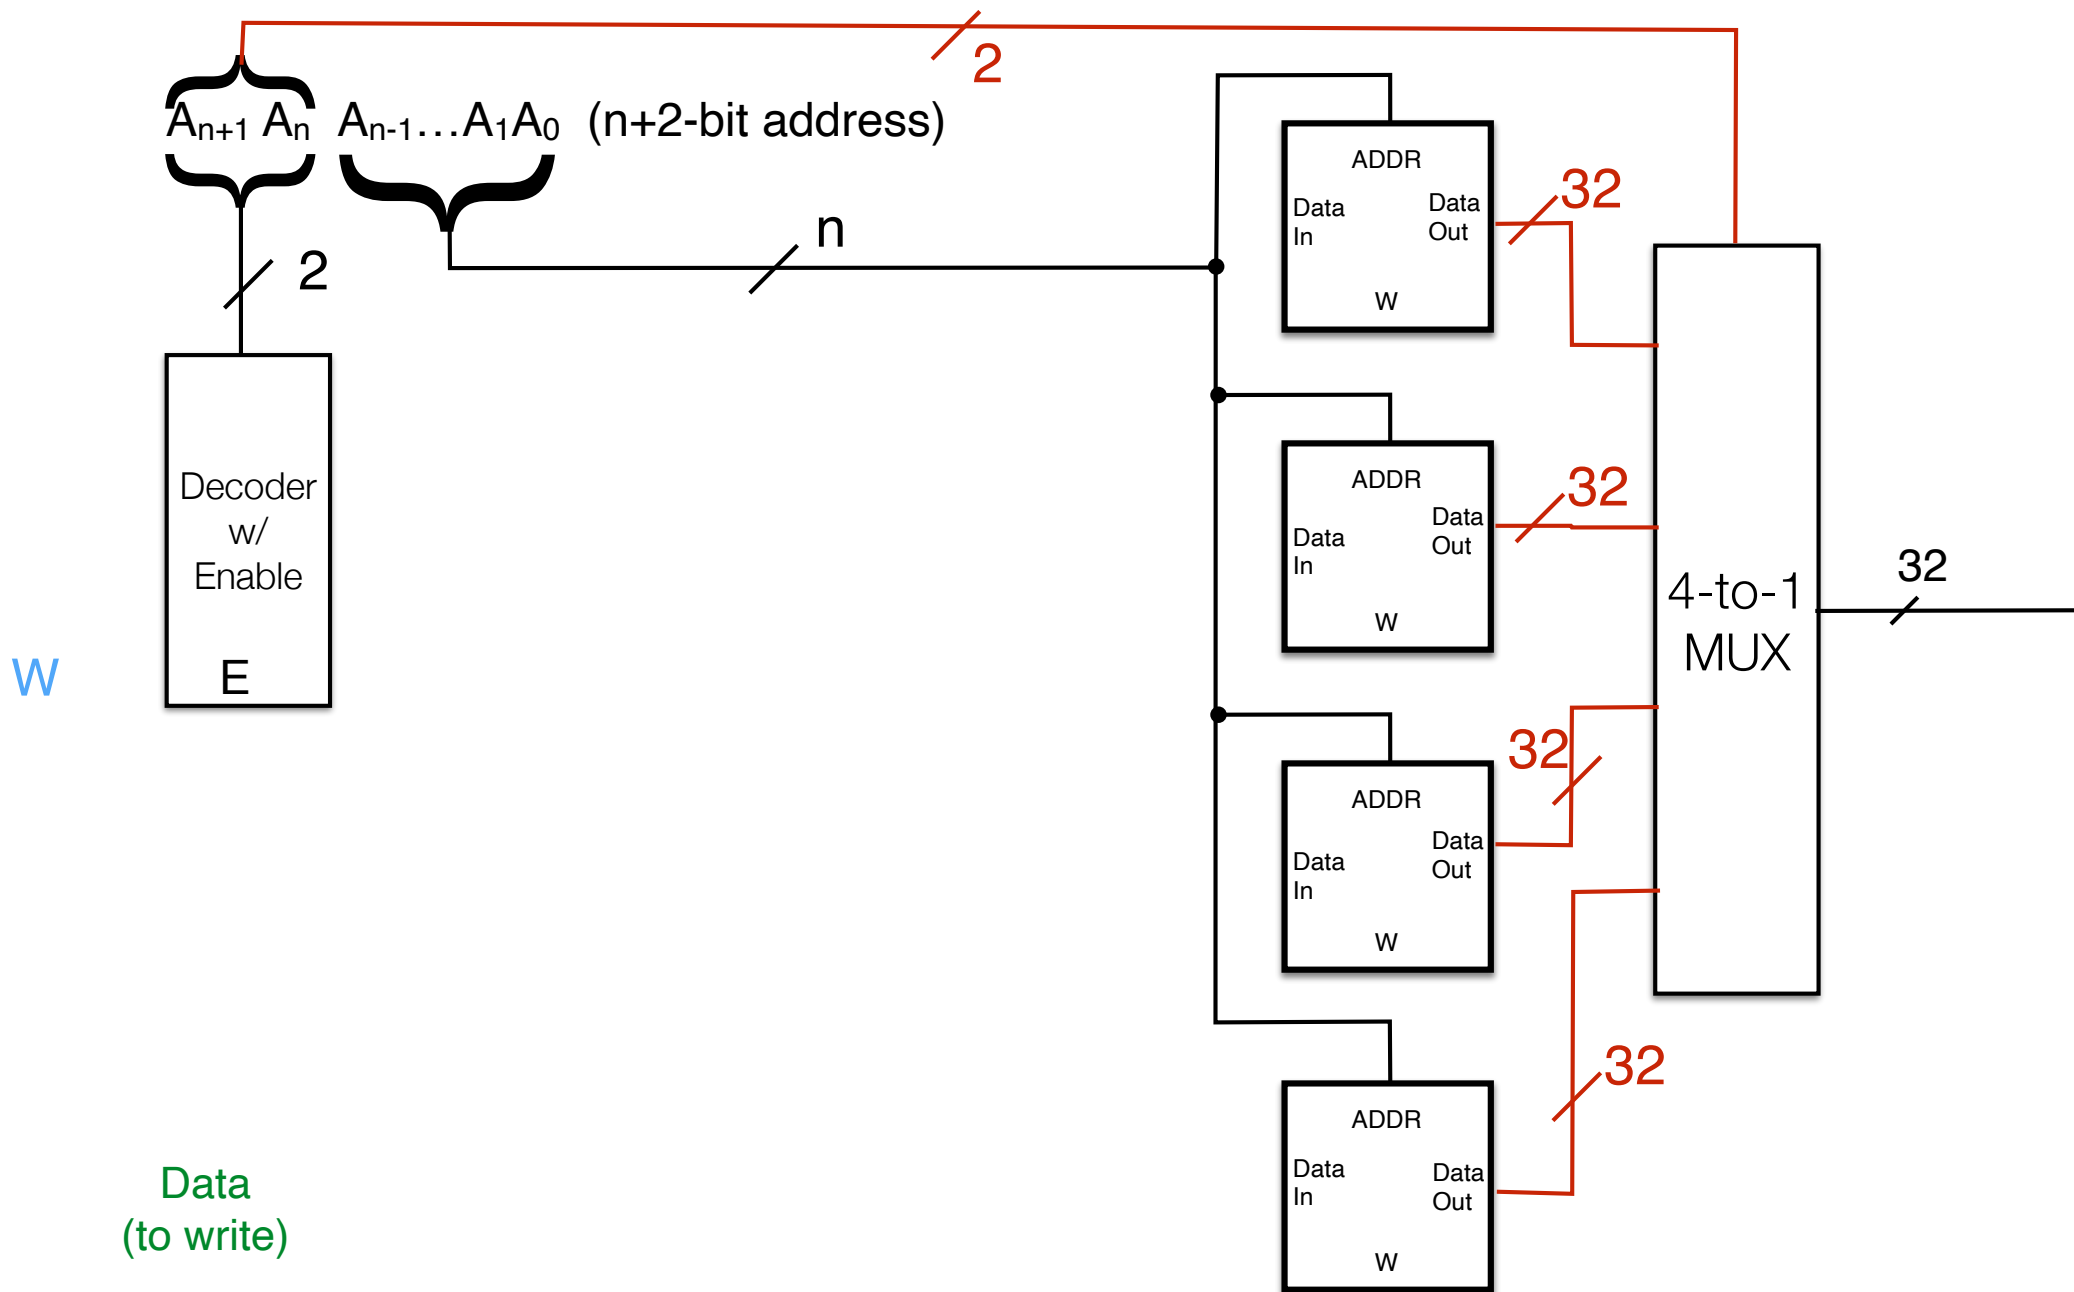 2
An+1 An An-1...A1A0 (n+2-bit address)
n
2
Decoder
w/
Enable
E
W
Data
(to write)
ADDR
Data
In
Data
Out
W
32
ADDR
Data
In
Data
Out
W
32
ADDR
Data
In
Data
Out
W
32
ADDR
Data
In
Data
Out
W
32
4-to-1
MUX
32